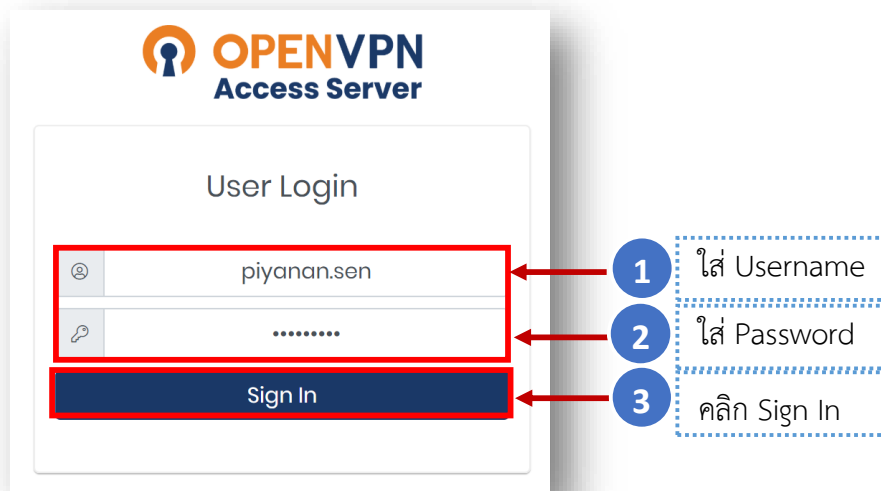 OPENVPN
Access Server
User Login
piyanan.sen
•••••••••
Sign In
1 ใส่ Username
2 ใส่ Password
3 คลิก Sign In